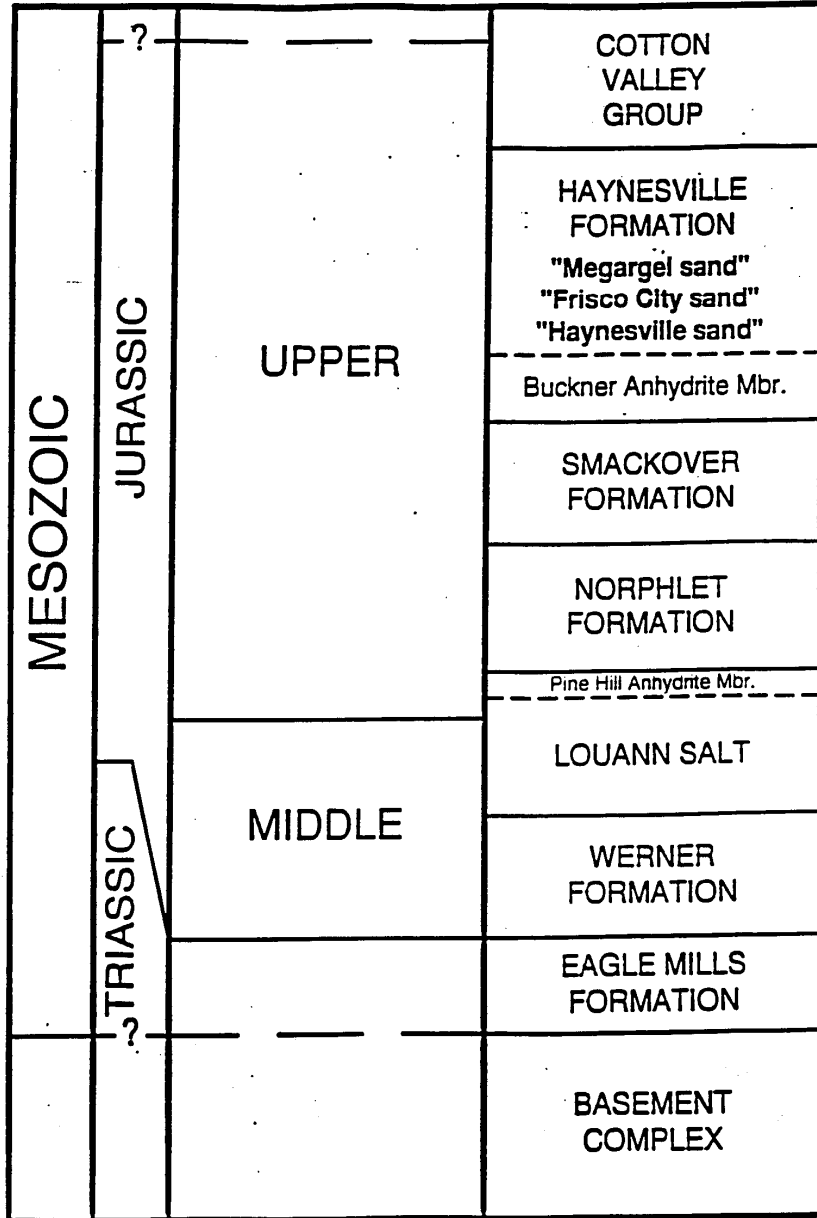 MESOZOIC
?
JURASSIC
TRIASSIC
?
UPPER
MIDDLE
COTTON
VALLEY
GROUP
HAYNESVILLE
FORMATION
"Megargel sand"
"Frisco City sand"
"Haynesville sand"
Buckner Anhydrite Mbr.
SMACKOVER
FORMATION
NORPHLET
FORMATION
Pine Hill Anhydrite Mbr.
LOUANN SALT
WERNER
FORMATION
EAGLE MILLS
FORMATION
BASEMENT
COMPLEX